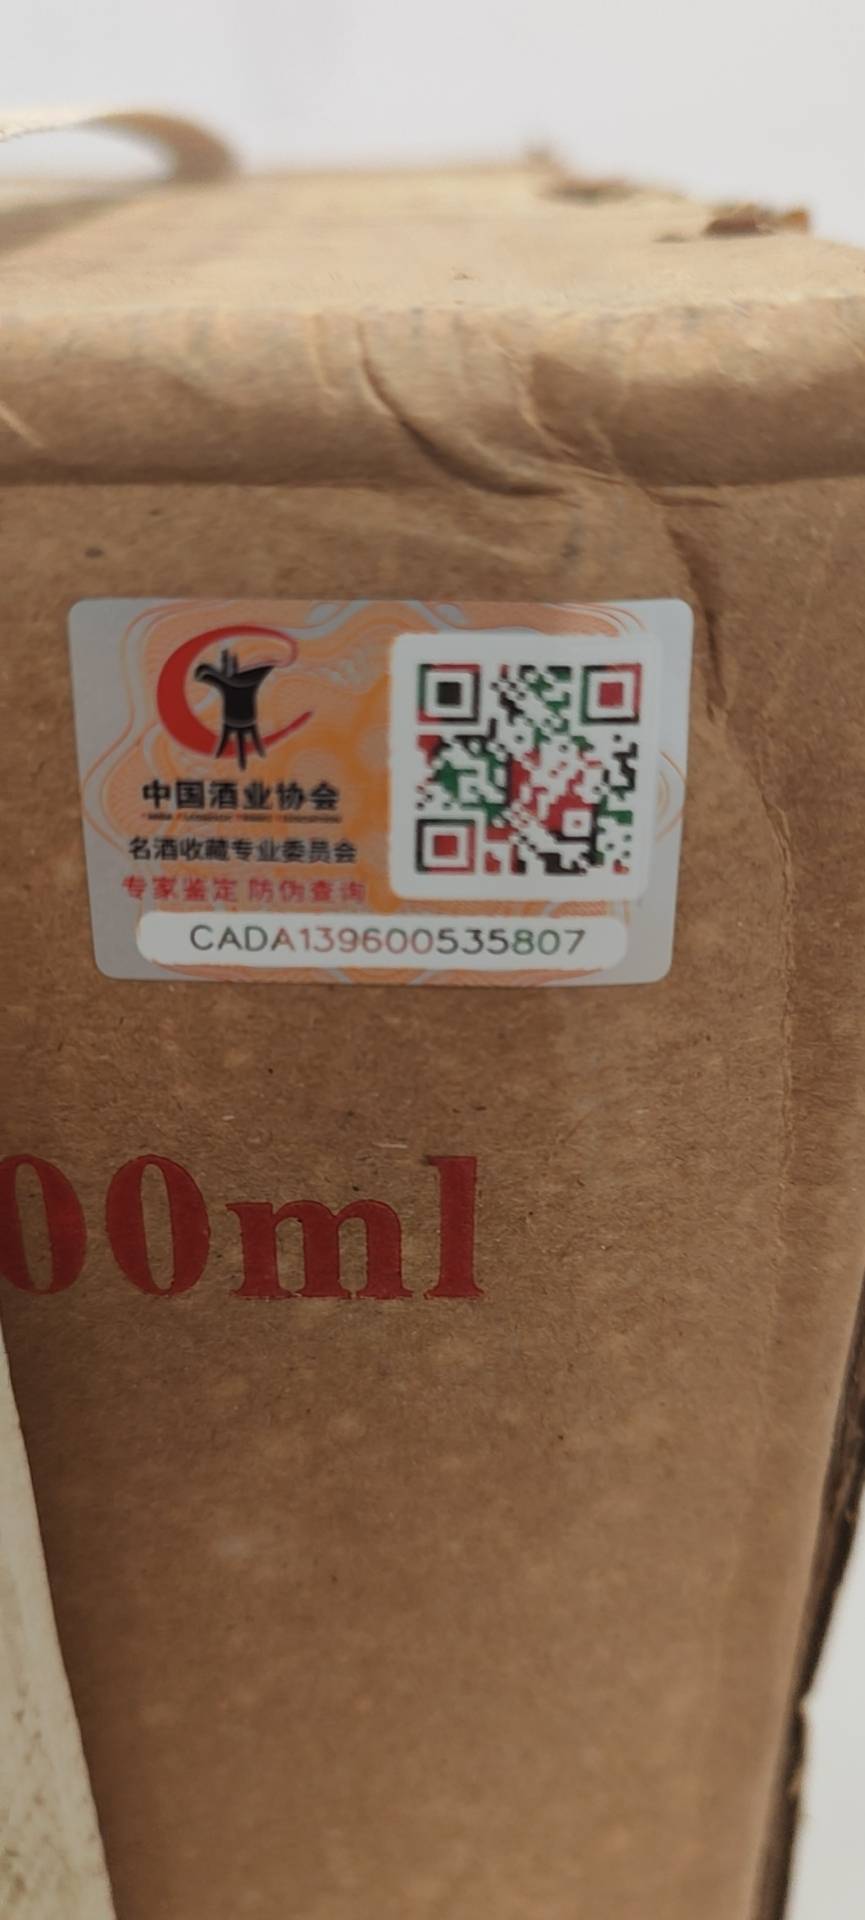 中国酒业协会
名酒收藏专业委员会
专家鉴定 防伪查询
CADA139600535807
00ml